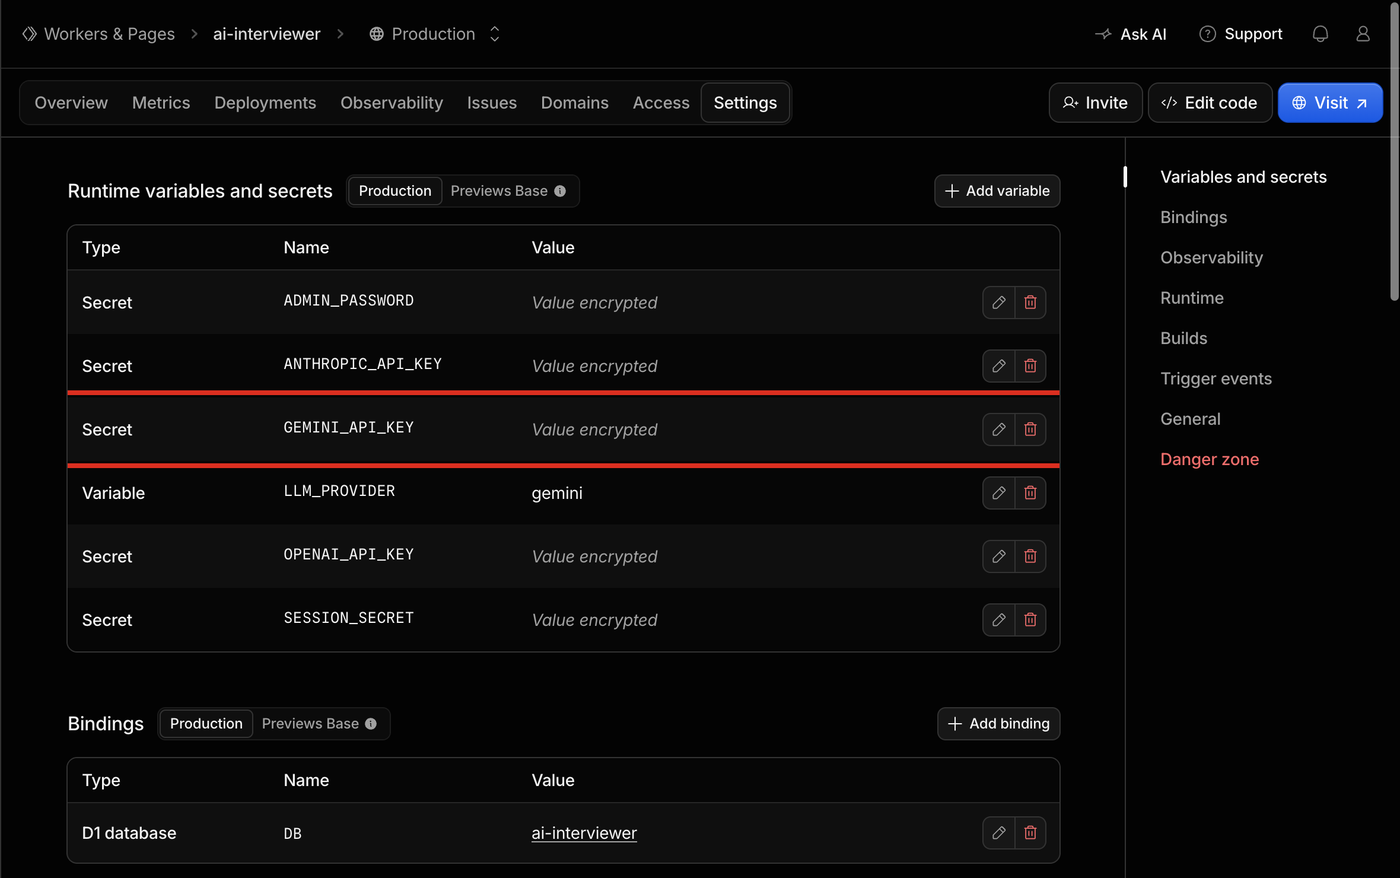 Workers & Pages > ai-interviewer > Production
Ask AI Support
Overview Metrics Deployments Observability Issues Domains Access Settings
Invite </> Edit code Visit
Runtime variables and secrets Production Previews Base
+ Add variable
Type Name Value
Secret ADMIN_PASSWORD Value encrypted
Secret ANTHROPIC_API_KEY Value encrypted
Secret GEMINI_API_KEY Value encrypted
Variable LLM_PROVIDER gemini
Secret OPENAI_API_KEY Value encrypted
Secret SESSION_SECRET Value encrypted
Bindings Production Previews Base
+ Add binding
Type Name Value
D1 database DB ai-interviewer
Variables and secrets
Bindings
Observability
Runtime
Builds
Trigger events
General
Danger zone